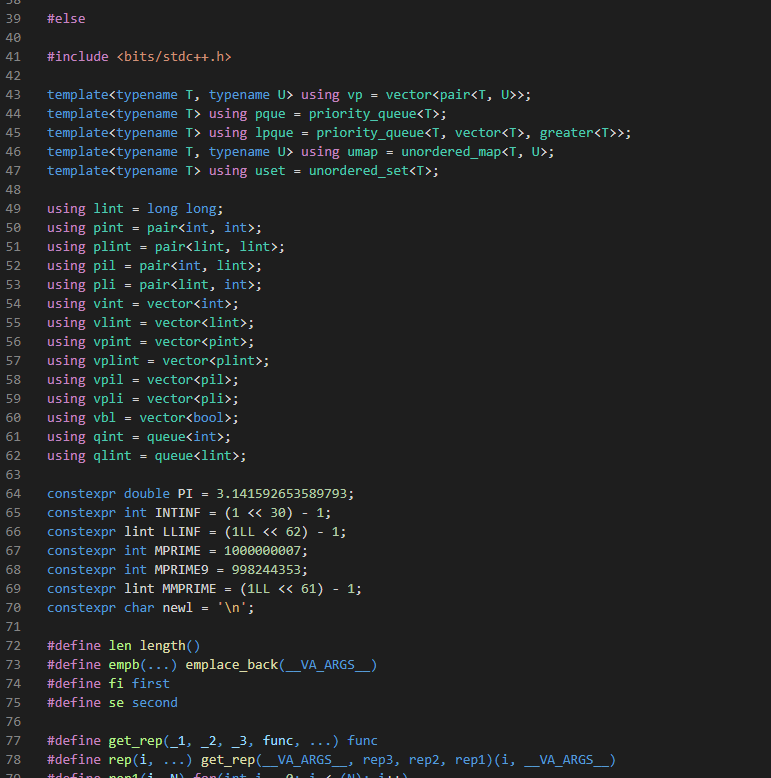 38
39 #else
40
41 #include <bits/stdc++.h>
42
43 template<typename T, typename U> using vp = vector<pair<T, U>>;
44 template<typename T> using pque = priority_queue<T>;
45 template<typename T> using lpque = priority_queue<T, vector<T>, greater<T>>;
46 template<typename T, typename U> using umap = unordered_map<T, U>;
47 template<typename T> using uset = unordered_set<T>;
48
49 using lint = long long;
50 using pint = pair<int, int>;
51 using plint = pair<lint, lint>;
52 using pil = pair<int, lint>;
53 using pli = pair<lint, int>;
54 using vint = vector<int>;
55 using vlint = vector<lint>;
56 using vpint = vector<pint>;
57 using vplint = vector<plint>;
58 using vpil = vector<pil>;
59 using vpli = vector<pli>;
60 using vbl = vector<bool>;
61 using qint = queue<int>;
62 using qlint = queue<lint>;
63
64 constexpr double PI = 3.141592653589793;
65 constexpr int INTINF = (1 << 30) - 1;
66 constexpr lint LLINF = (1LL << 62) - 1;
67 constexpr int MPRIME = 1000000007;
68 constexpr int MPRIME9 = 998244353;
69 constexpr lint MMPRIME = (1LL << 61) - 1;
70 constexpr char newl = '\n';
71
72 #define len length()
73 #define empb(...) emplace_back(__VA_ARGS__)
74 #define fi first
75 #define se second
76
77 #define get_rep(_1, _2, _3, func, ...) func
78 #define rep(i, ...) get_rep(__VA_ARGS__, rep3, rep2, rep1)(i, __VA_ARGS__)
79 #define rep1(i, N) for(int i = 0; i < (N); i++)